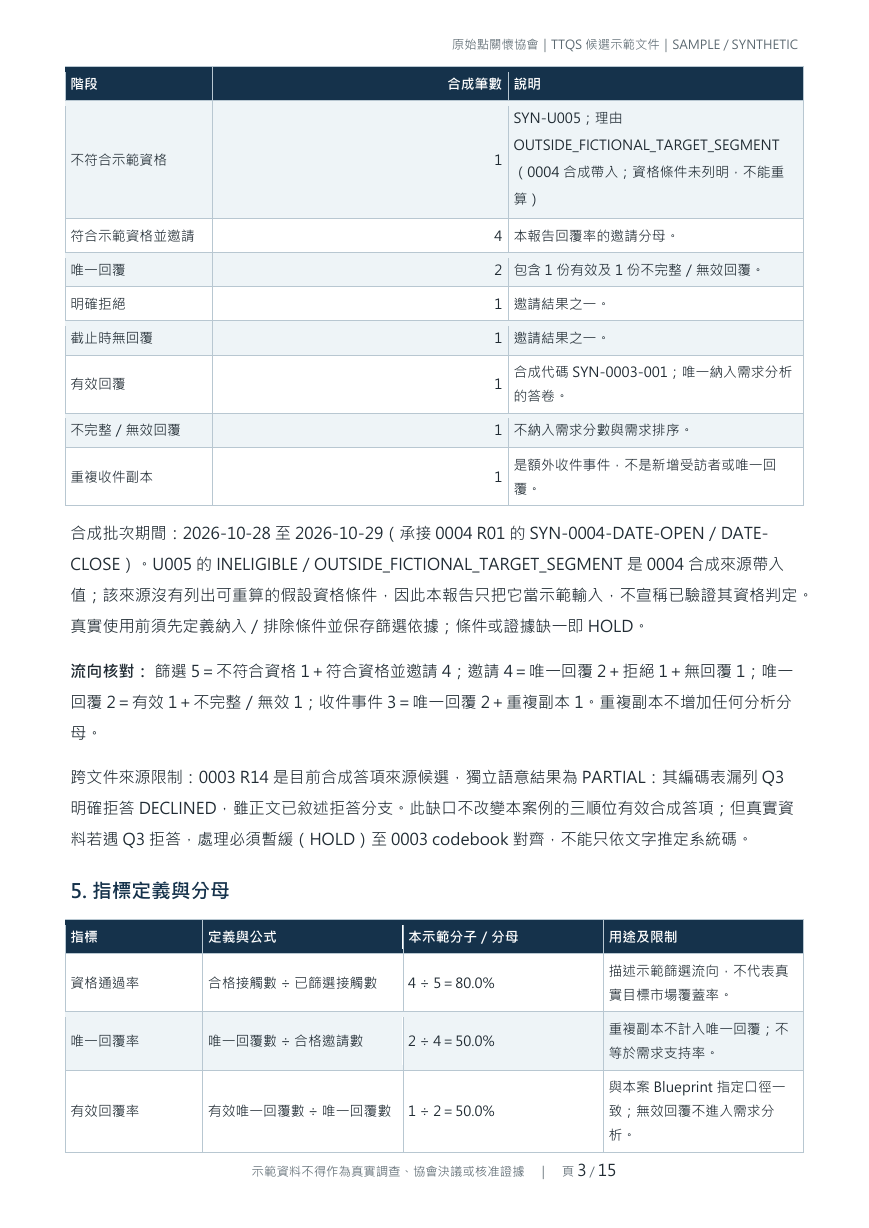 原始點關懷協會 | TTQS 候選示範文件 | SAMPLE / SYNTHETIC
階段 合成筆數 說明
不符合示範資格 1 SYN-U005；理由
OUTSIDE_FICTIONAL_TARGET_SEGMENT
（0004 合成帶入；資格條件未列明，不能重
算）
符合示範資格並邀請 4 本報告回覆率的邀請分母。
唯一回覆 2 包含 1 份有效及 1 份不完整 / 無效回覆。
明確拒絕 1 邀請結果之一。
截止時無回覆 1 邀請結果之一。
有效回覆 1 合成代碼 SYN-0003-001；唯一納入需求分析
的答卷。
不完整 / 無效回覆 1 不納入需求分數與需求排序。
重複收件副本 1 是額外收件事件，不是新增受訪者或唯一回
覆。
合成批次期間：2026-10-28 至 2026-10-29（承接 0004 R01 的 SYN-0004-DATE-OPEN / DATE-
CLOSE）。U005 的 INELIGIBLE / OUTSIDE_FICTIONAL_TARGET_SEGMENT 是 0004 合成來源帶入
值；該來源沒有列出可重算的假設資格條件，因此本報告只把它當示範輸入，不宣稱已驗證其資格判定。
真實使用前須先定義納入 / 排除條件並保存篩選依據；條件或證據缺一即 HOLD。
流向核對： 篩選 5＝不符合資格 1＋符合資格並邀請 4；邀請 4＝唯一回覆 2＋拒絕 1＋無回覆 1；唯一
回覆 2＝有效 1＋不完整 / 無效 1；收件事件 3＝唯一回覆 2＋重複副本 1。重複副本不增加任何分析分
母。
跨文件來源限制：0003 R14 是目前合成答項來源候選，獨立語意結果為 PARTIAL：其編碼表漏列 Q3
明確拒答 DECLINED，雖正文已敘述拒答分支。此缺口不改變本案例的三順位有效合成答項；但真實資
料若遇 Q3 拒答，處理必須暫緩（HOLD）至 0003 codebook 對齊，不能只依文字推定系統碼。
5. 指標定義與分母
指標 定義與公式 本示範分子 / 分母 用途及限制
資格通過率 合格接觸數 ÷ 已篩選接觸數 4 ÷ 5＝80.0% 描述示範篩選流向，不代表真
實目標市場覆蓋率。
唯一回覆率 唯一回覆數 ÷ 合格邀請數 2 ÷ 4＝50.0% 重複副本不計入唯一回覆；不
等於需求支持率。
有效回覆率 有效唯一回覆數 ÷ 唯一回覆數 1 ÷ 2＝50.0% 與本案 Blueprint 指定口徑一
致；無效回覆不進入需求分
析。
示範資料不得作為真實調查、協會決議或核准證據 | 頁 3 / 15